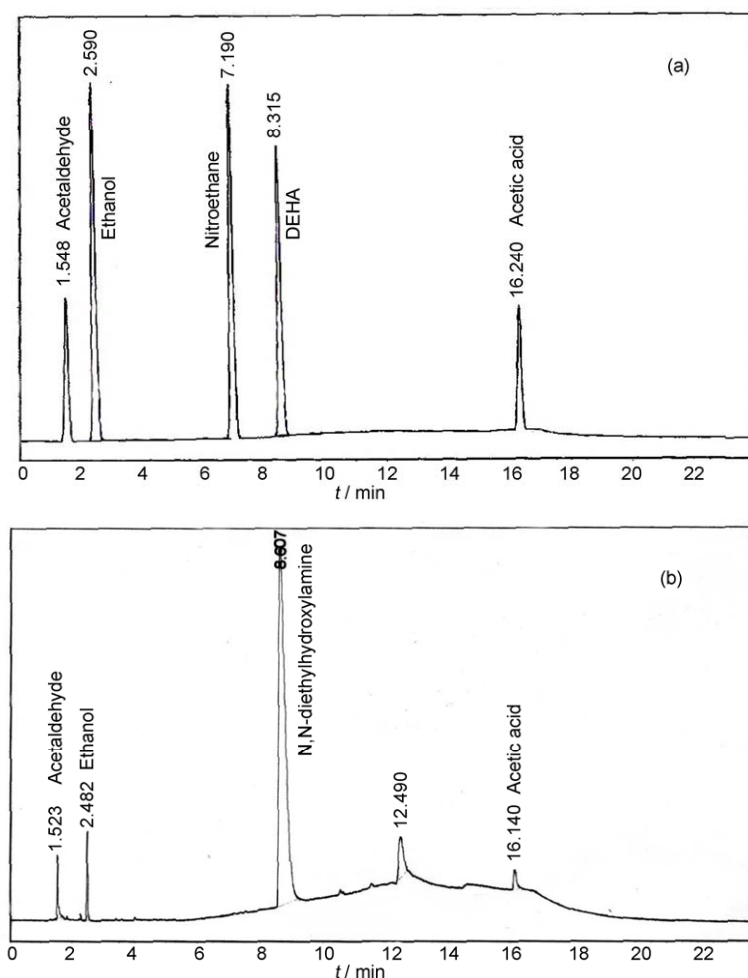 (a)
1.548 Acetaldehyde
2.590
Ethanol
7.190
Nitroethane
8.315
DEHA
16.240 Acetic acid
0 2 4 6 8 10 12 14 16 18 20 22
t / min
(b)
1.523 Acetaldehyde
2.482 Ethanol
8.607
N,N-diethylhydroxylamine
12.490
16.140 Acetic acid
0 2 4 6 8 10 12 14 16 18 20 22
t / min